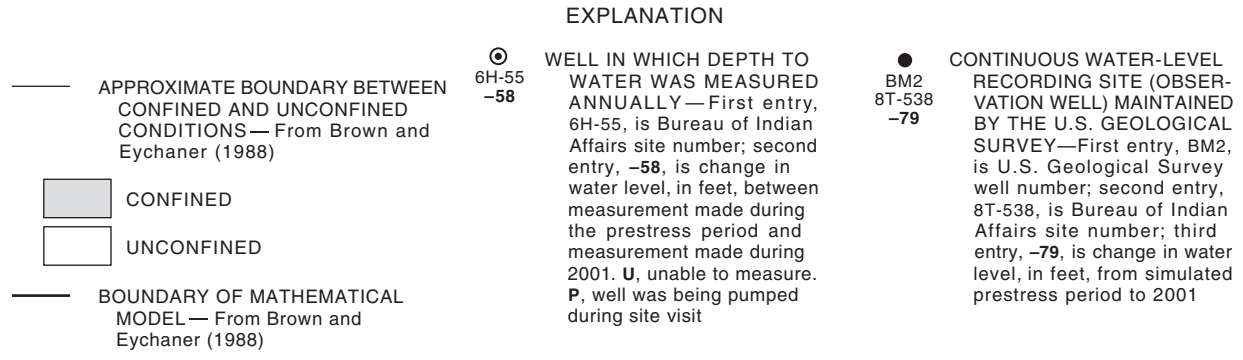 EXPLANATION
APPROXIMATE BOUNDARY BETWEEN
CONFINED AND UNCONFINED
CONDITIONS — From Brown and
Eychaner (1988)
CONFINED
UNCONFINED
BOUNDARY OF MATHEMATICAL
MODEL — From Brown and
Eychaner (1988)
6H-55
–58
WELL IN WHICH DEPTH TO
WATER WAS MEASURED
ANNUALLY — First entry,
6H-55, is Bureau of Indian
Affairs site number; second
entry, –58, is change in
water level, in feet, between
measurement made during
the prestress period and
measurement made during
2001. U, unable to measure.
P, well was being pumped
during site visit
BM2
8T-538
–79
CONTINUOUS WATER-LEVEL
RECORDING SITE (OBSER-
VATION WELL) MAINTAINED
BY THE U.S. GEOLOGICAL
SURVEY—First entry, BM2,
is U.S. Geological Survey
well number; second entry,
8T-538, is Bureau of Indian
Affairs site number; third
entry, –79, is change in water
level, in feet, from simulated
prestress period to 2001